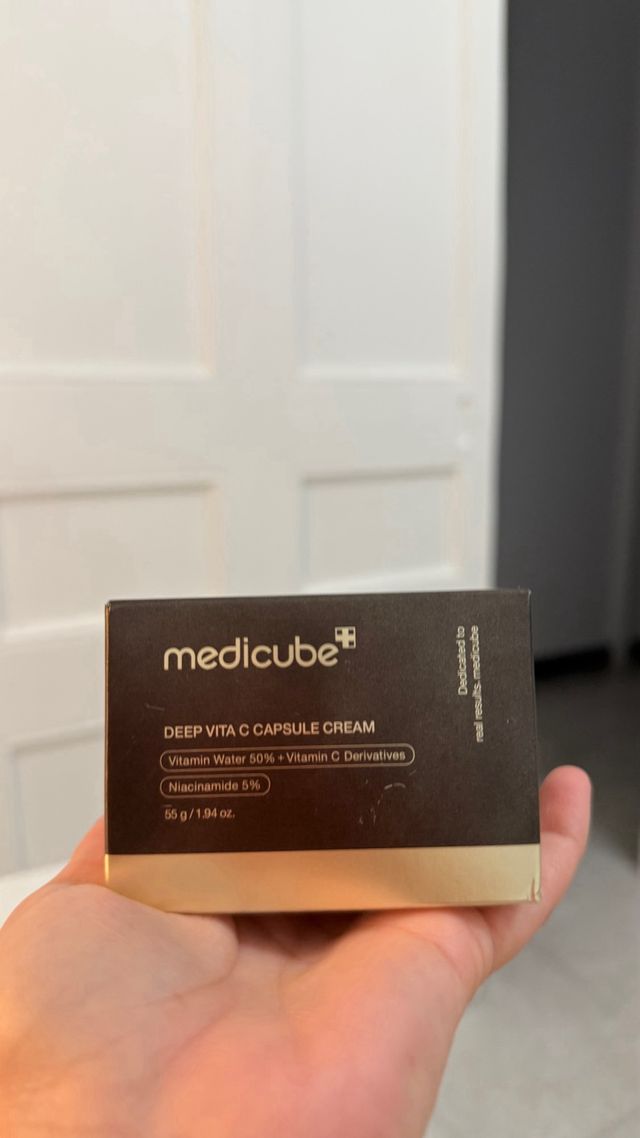 medicube
DEEP VITA C CAPSULE CREAM
Vitamin Water 50% + Vitamin C Derivatives
Niacinamide 5%
55 g / 1.94 oz.
Dedicated to
real results. medicube